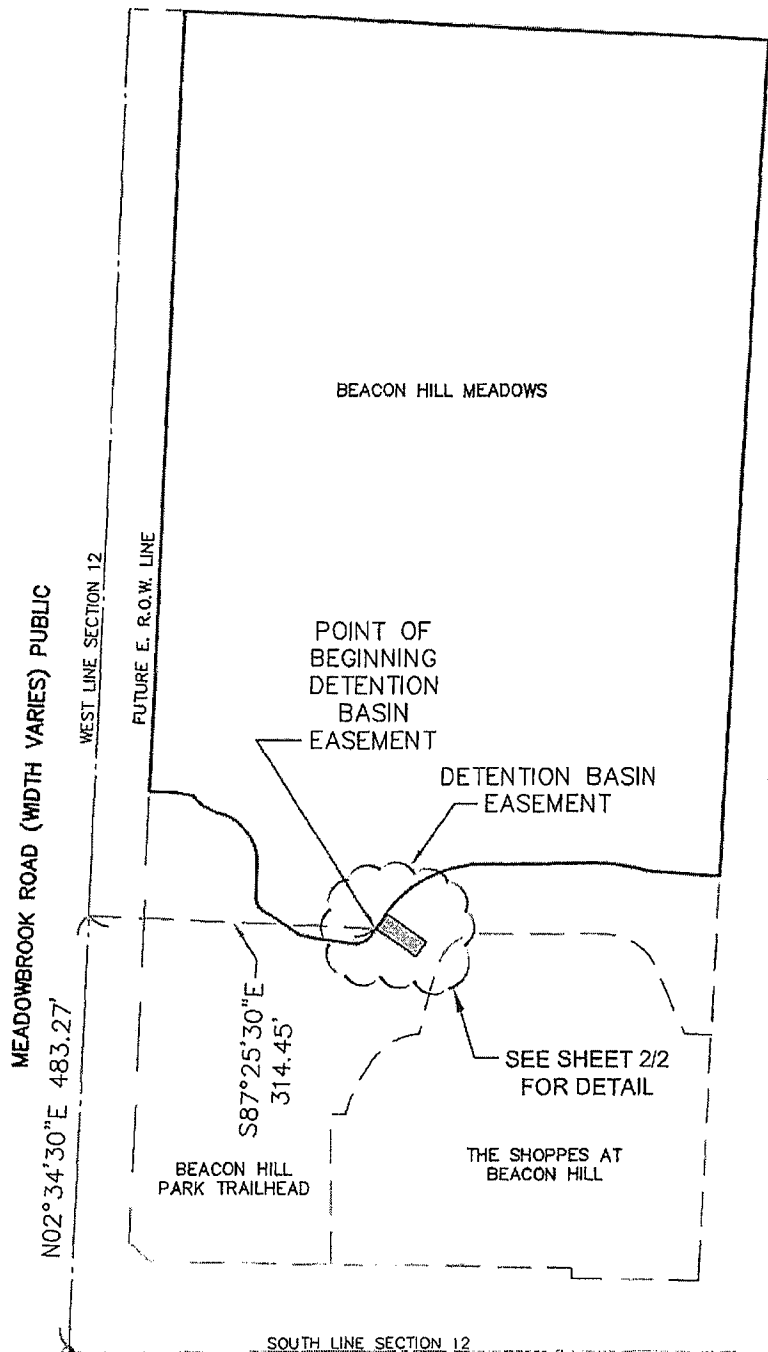 BEACON HILL MEADOWS
MEADOWBROOK ROAD (WIDTH VARIES) PUBLIC
WEST LINE SECTION 12
FUTURE E. R.O.W. LINE
POINT OF
BEGINNING
DETENTION
BASIN
EASEMENT
DETENTION BASIN
EASEMENT
S87°25'30"E
314.45'
N02°34'30"E 483.27'
SEE SHEET 2/2
FOR DETAIL
BEACON HILL
PARK TRAILHEAD
THE SHOPPES AT
BEACON HILL
SOUTH LINE SECTION 12